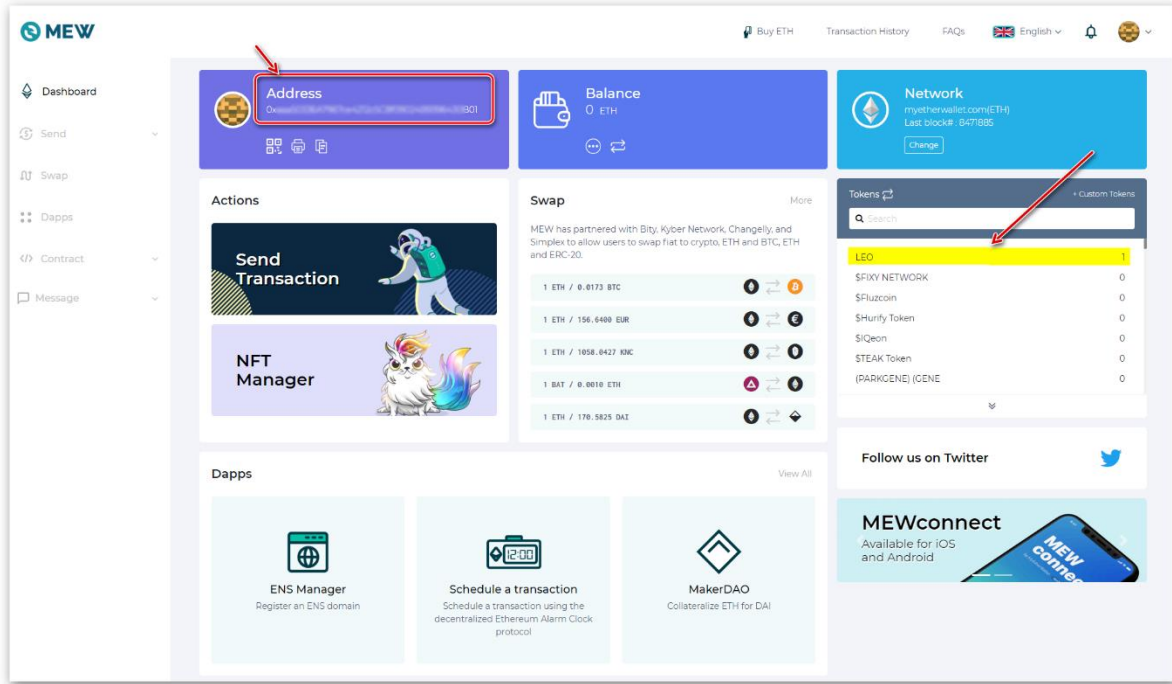 MEW
Buy ETH
Transaction History
FAQs
English
Dashboard
Send
Swap
Dapps
Contract
Message
Address
B01
Balance
0 ETH
Network
myetherwallet.com(ETH)
Last block# : 8471885
Change
Actions
Send
Transaction
NFT
Manager
Swap
More
MEW has partnered with Bity, Kyber Network, Changelly, and
Simplex to allow users to swap fiat to crypto, ETH and BTC, ETH
and ERC-20.
1 ETH / 0.0173 BTC
1 ETH / 156.6400 EUR
1 ETH / 1058.0427 KNC
1 BAT / 0.0010 ETH
1 ETH / 170.5825 DAI
Tokens
+ Custom Tokens
Search
LEO 1
$FIXY NETWORK 0
$Fluzcoin 0
$Hurify Token 0
$IQeon 0
$TEAK Token 0
(PARKGENE) (GENE 0
Follow us on Twitter
MEWconnect
Available for iOS
and Android
MEW
connect
Dapps
View All
ENS Manager
Register an ENS domain
12:00
Schedule a transaction
Schedule a transaction using the
decentralized Ethereum Alarm Clock
protocol
MakerDAO
Collateralize ETH for DAI